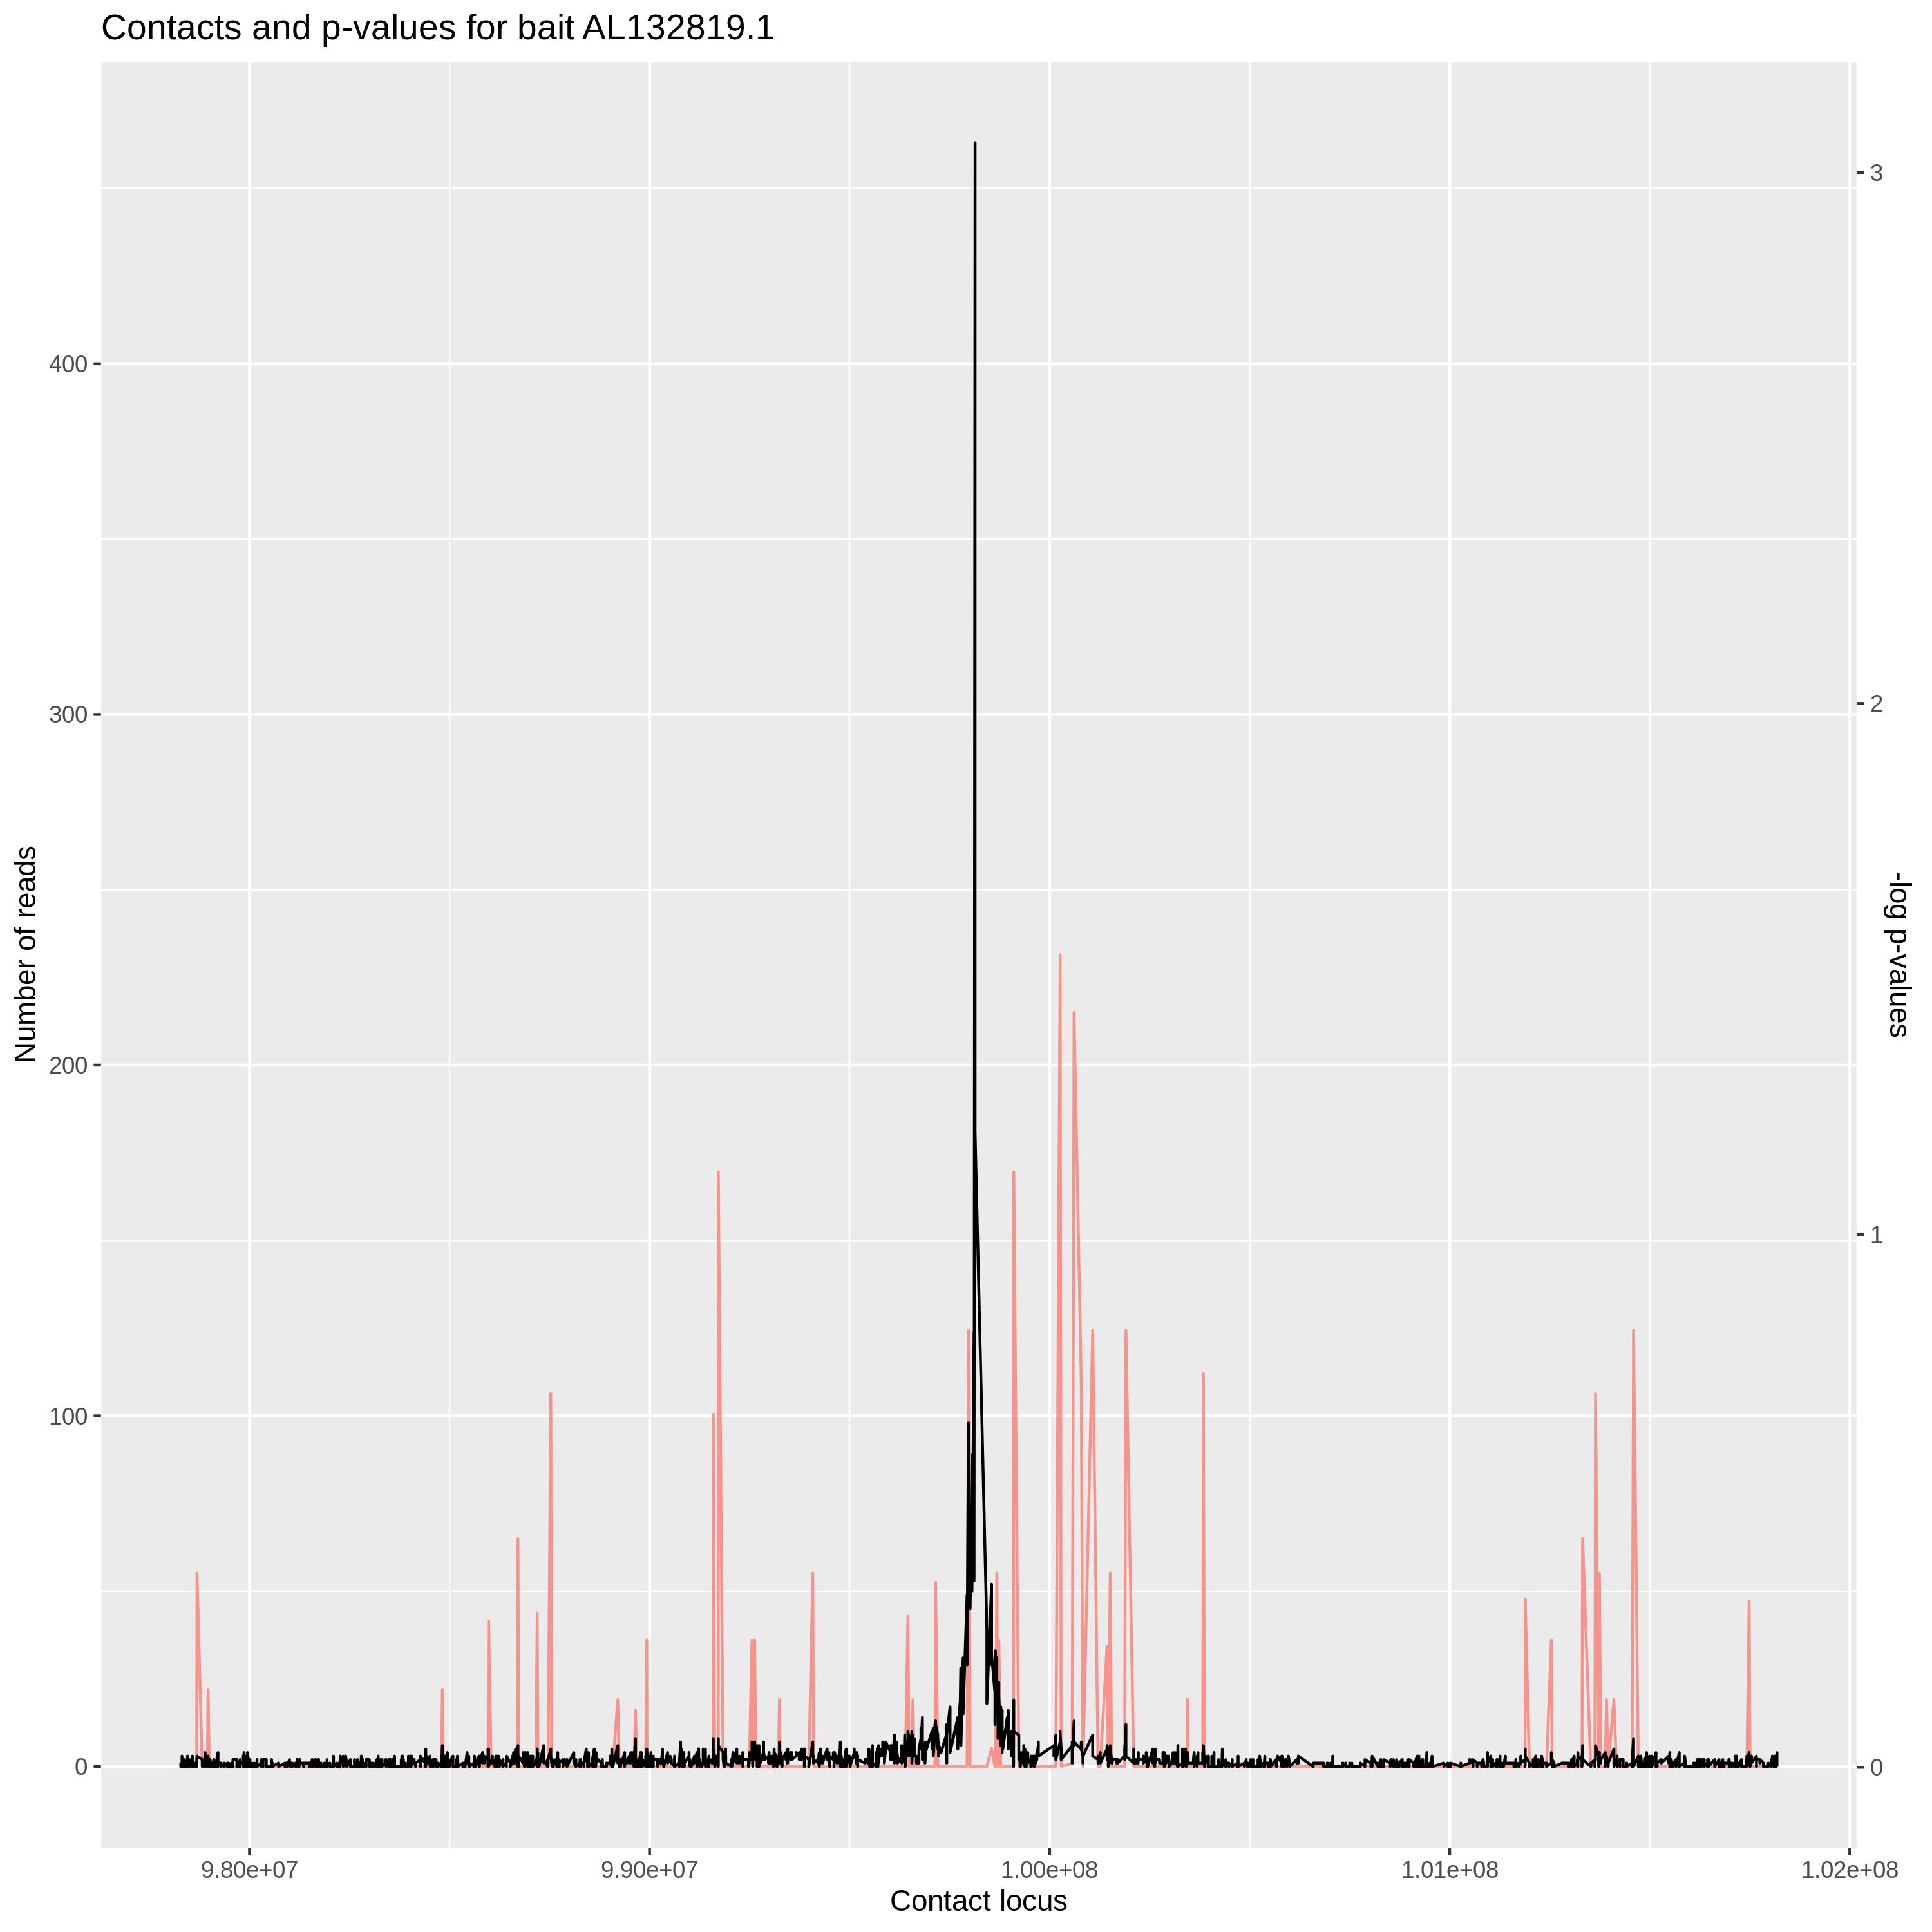 Contacts and p-values for bait AL132819.1
Number of reads
400
300
200
100
0
3
2
1
0
-log p-values
9.80e+07
9.90e+07
1.00e+08
1.01e+08
1.02e+08
Contact locus